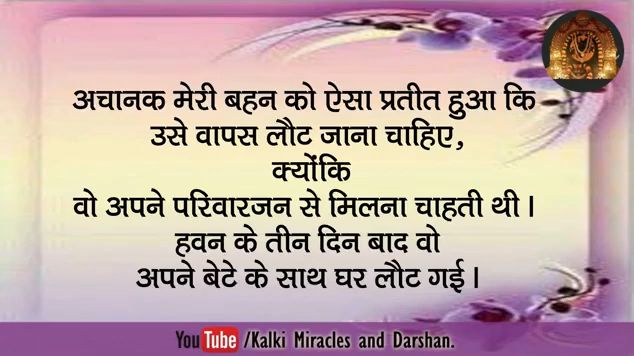 अचानक मेरी बहन को ऐसा प्रतीत हुआ कि
उसे वापस लौट जाना चाहिए,
क्योंकि
वो अपने परिवारजन से मिलना चाहती थी।
हवन के तीन दिन बाद वो
अपने बेटे के साथ घर लौट गई।
YouTube /Kalki Miracles and Darshan.